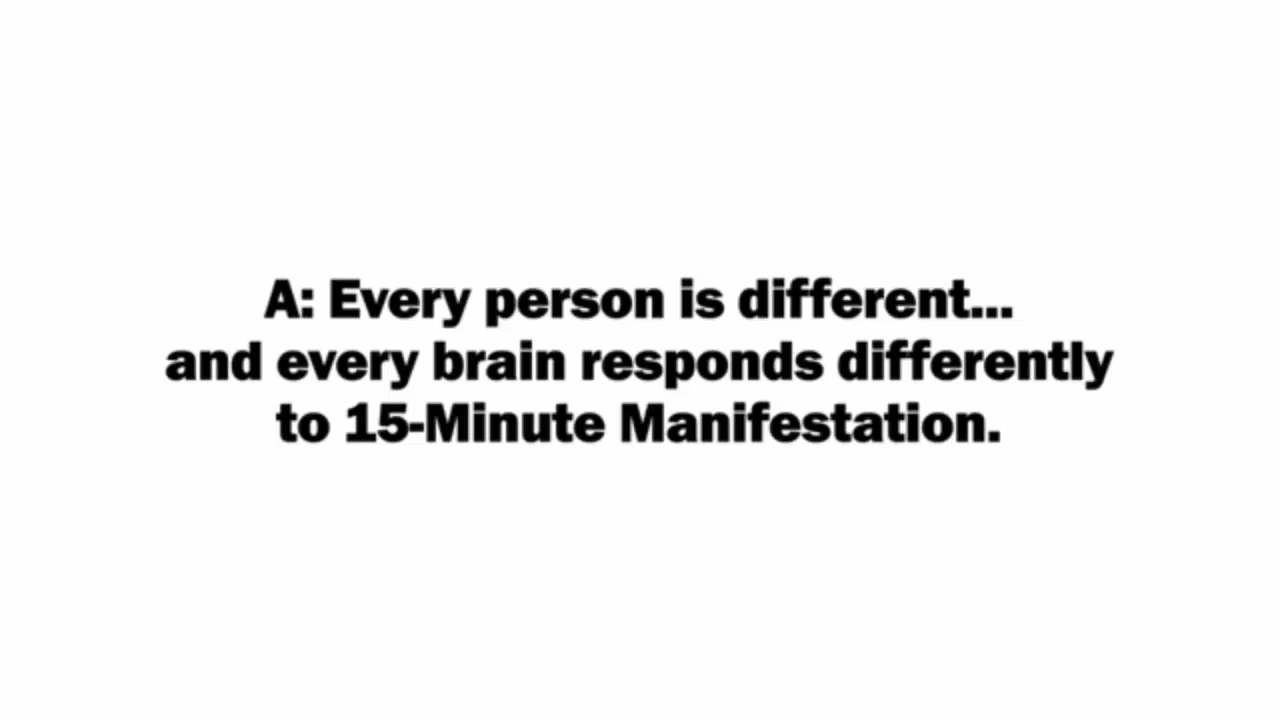 A: Every person is different...
and every brain responds differently
to 15-Minute Manifestation.